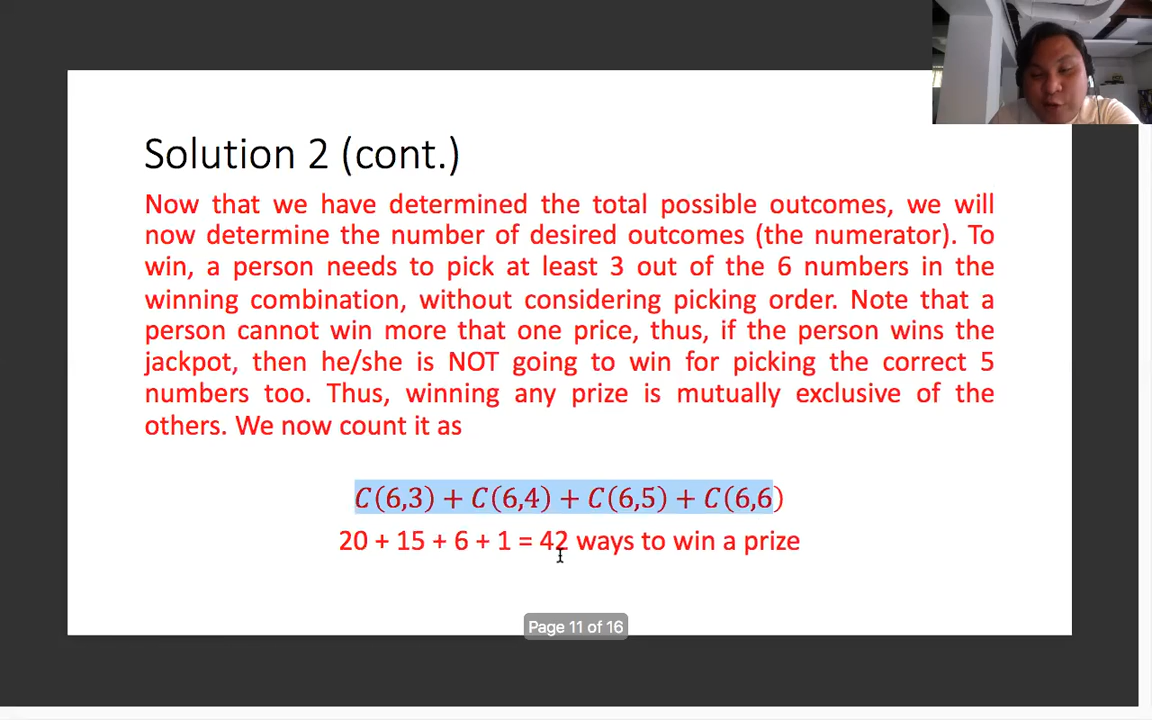 Solution 2 (cont.)
Now that we have determined the total possible outcomes, we will
now determine the number of desired outcomes (the numerator). To
win, a person needs to pick at least 3 out of the 6 numbers in the
winning combination, without considering picking order. Note that a
person cannot win more that one price, thus, if the person wins the
jackpot, then he/she is NOT going to win for picking the correct 5
numbers too. Thus, winning any prize is mutually exclusive of the
others. We now count it as
C(6,3) + C(6,4) + C(6,5) + C(6,6)
20 + 15 + 6 + 1 = 42 ways to win a prize
Page 11 of 16